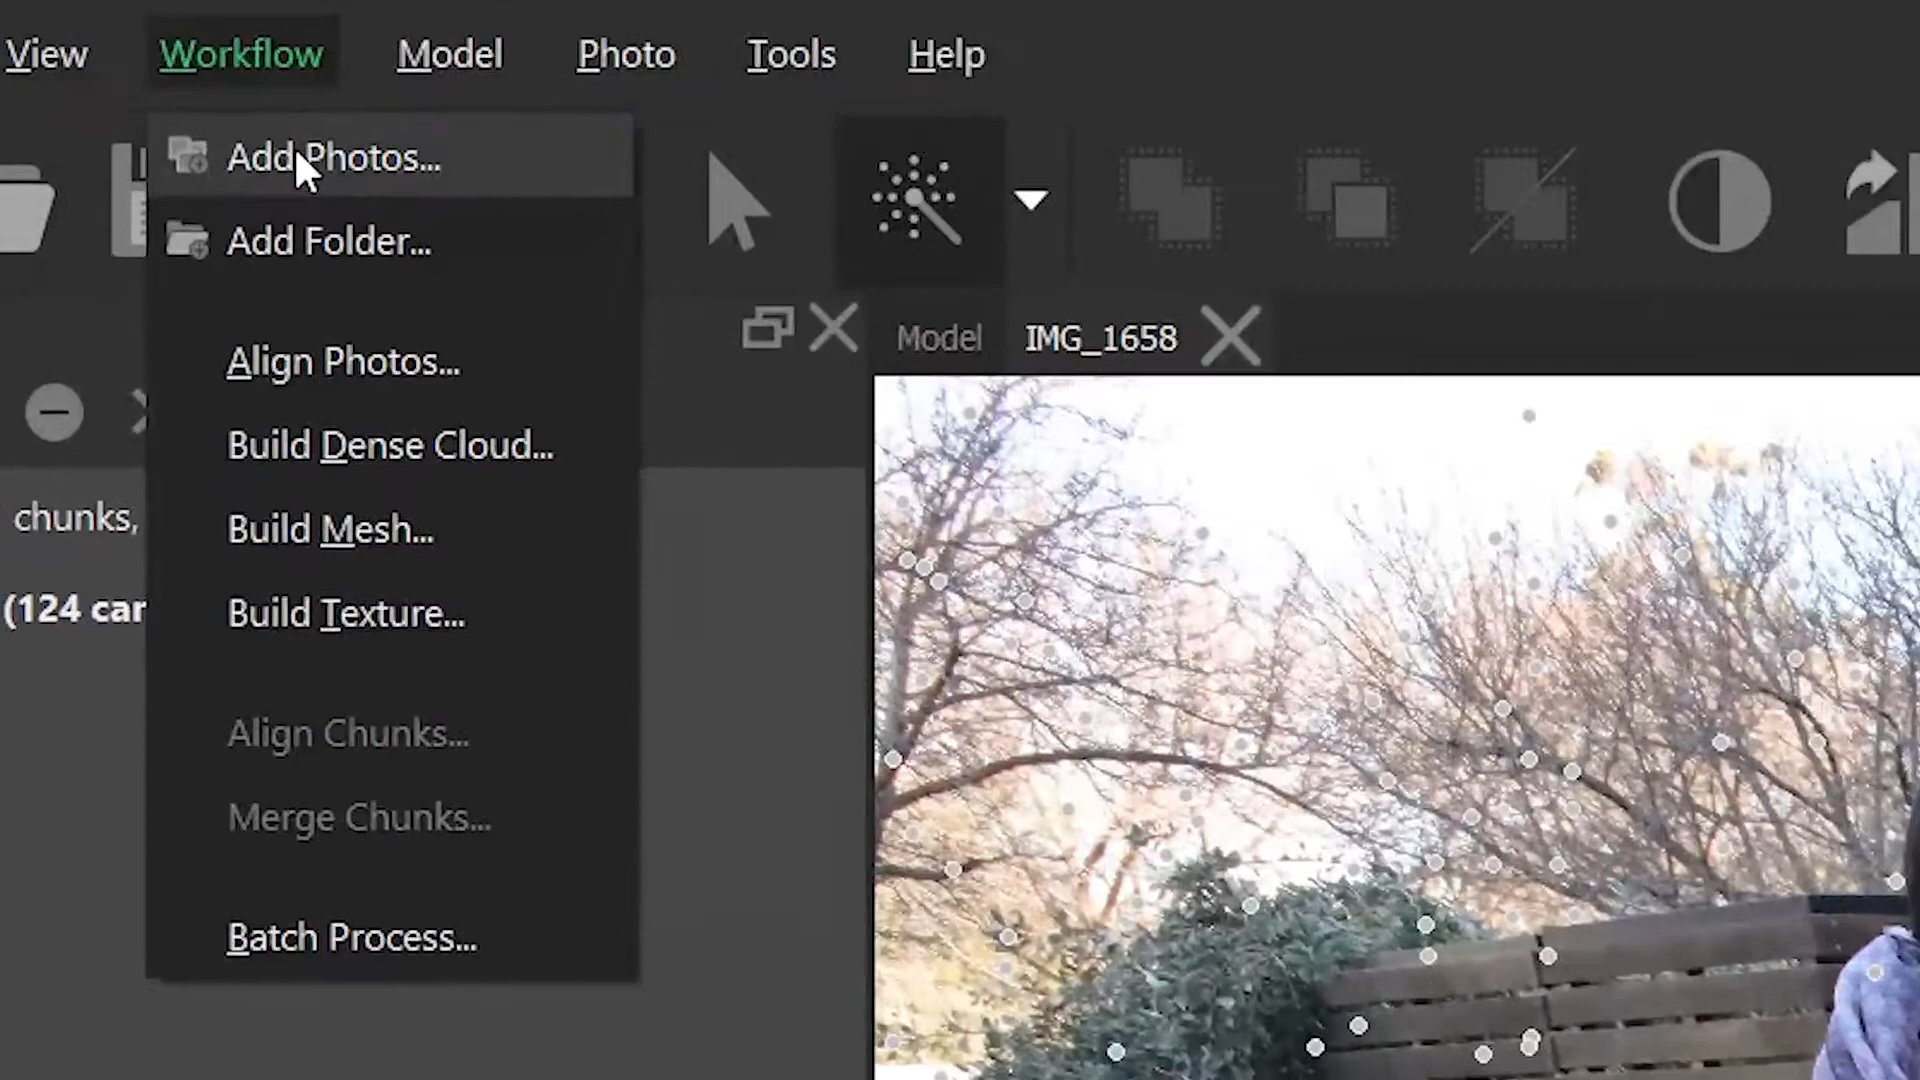 View Workflow Model Photo Tools Help
Add Photos...
Add Folder...
Model IMG_1658
Align Photos...
Build Dense Cloud...
chunks,
Build Mesh...
(124
Build Texture...
Align Chunks...
Merge Chunks...
Batch Process...